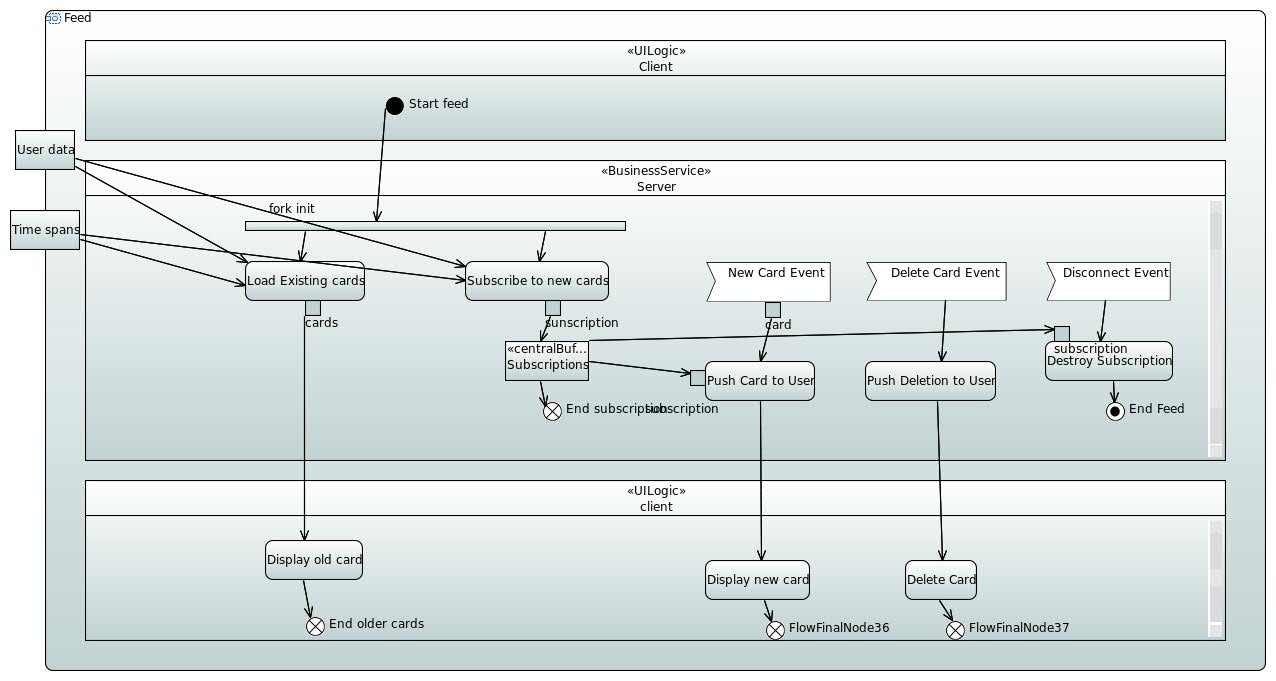 Feed
«UILogic»
Client
Start feed
User data
«BusinessService»
Server
fork init
Time spans
Load Existing cards
Subscribe to new cards
New Card Event
Delete Card Event
Disconnect Event
cards
sunscription
card
«centralBuf...
Subscriptions
subscription
Destroy Subscription
Push Card to User
Push Deletion to User
End subscription
subscription
End Feed
«UILogic»
client
Display old card
Display new card
Delete Card
End older cards
FlowFinalNode36
FlowFinalNode37